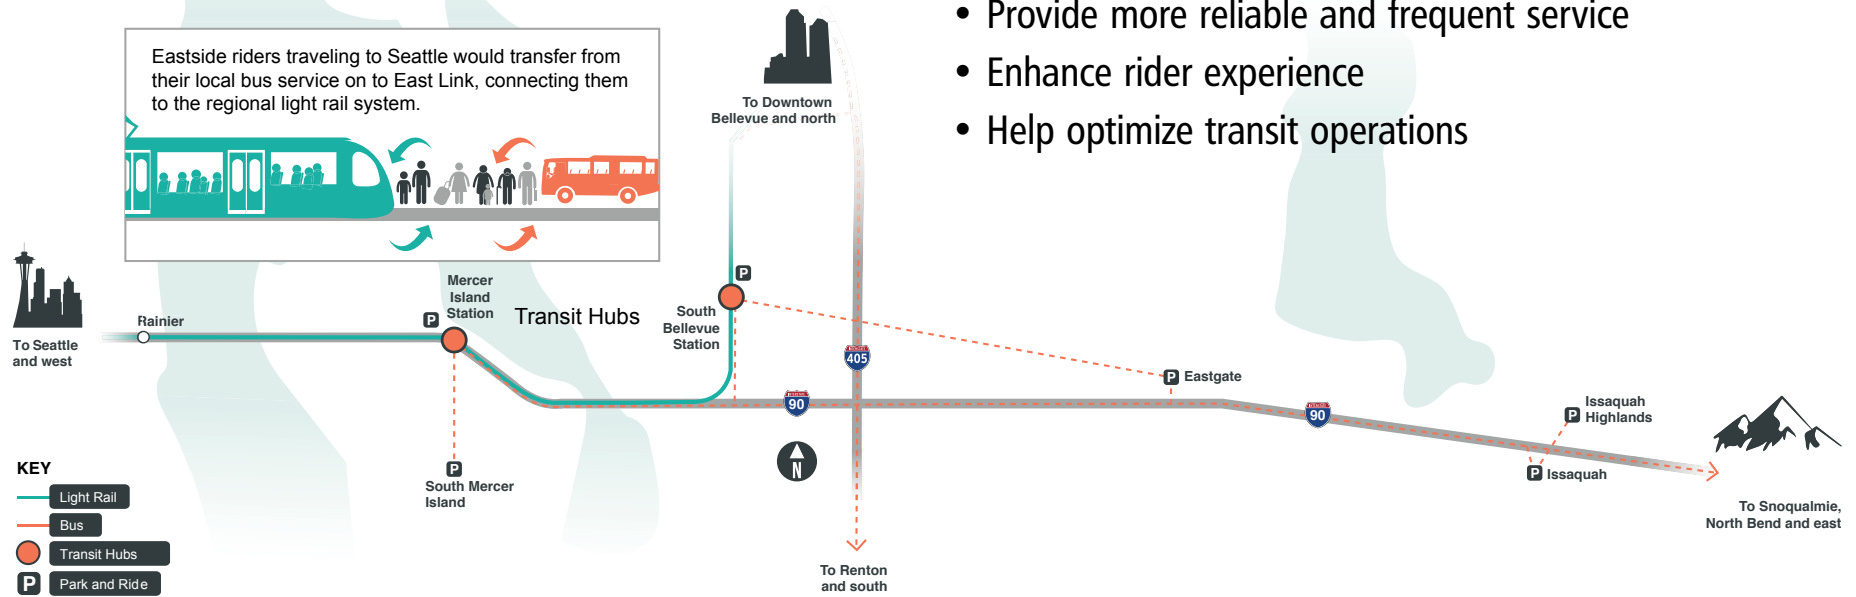 • Provide more reliable and frequent service
• Enhance rider experience
• Help optimize transit operations
Eastside riders traveling to Seattle would transfer from
their local bus service on to East Link, connecting them
to the regional light rail system.
To Downtown
Bellevue and north
Mercer
Island
Station
P
Transit Hubs
P
South
Bellevue
Station
Rainier
To Seattle
and west
405
90
P Eastgate
90
Issaquah
P Highlands
P Issaquah
N
P
South Mercer
Island
To Snoqualmie,
North Bend and east
To Renton
and south
KEY
Light Rail
Bus
Transit Hubs
P Park and Ride